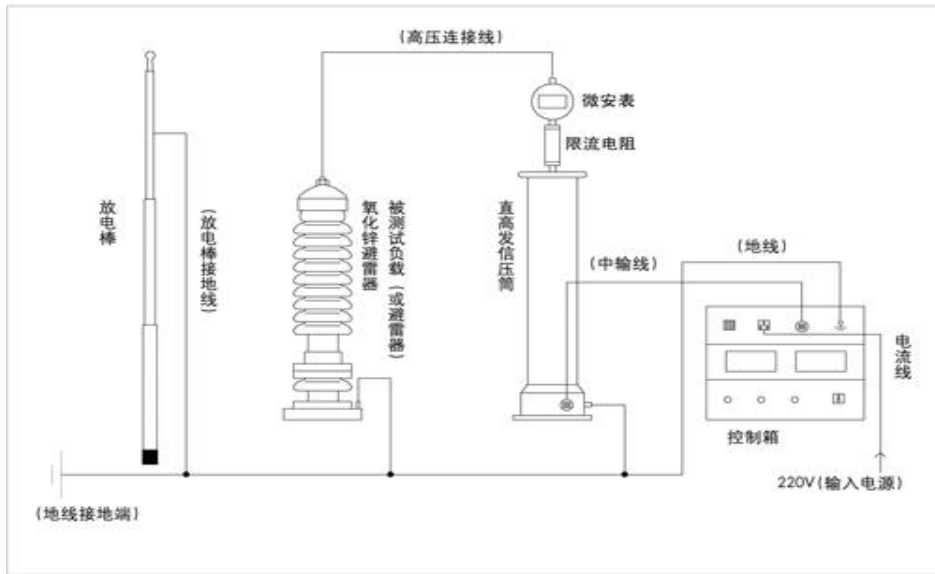 (高压连接线)
微安表
限流电阻
放电棒
(放电棒接地线)
被测试负载(或避雷器)
氧化锌避雷器
直高发信压筒
(中输线)
(地线)
电流线
控制箱
220V(输入电源)
(地线接地端)